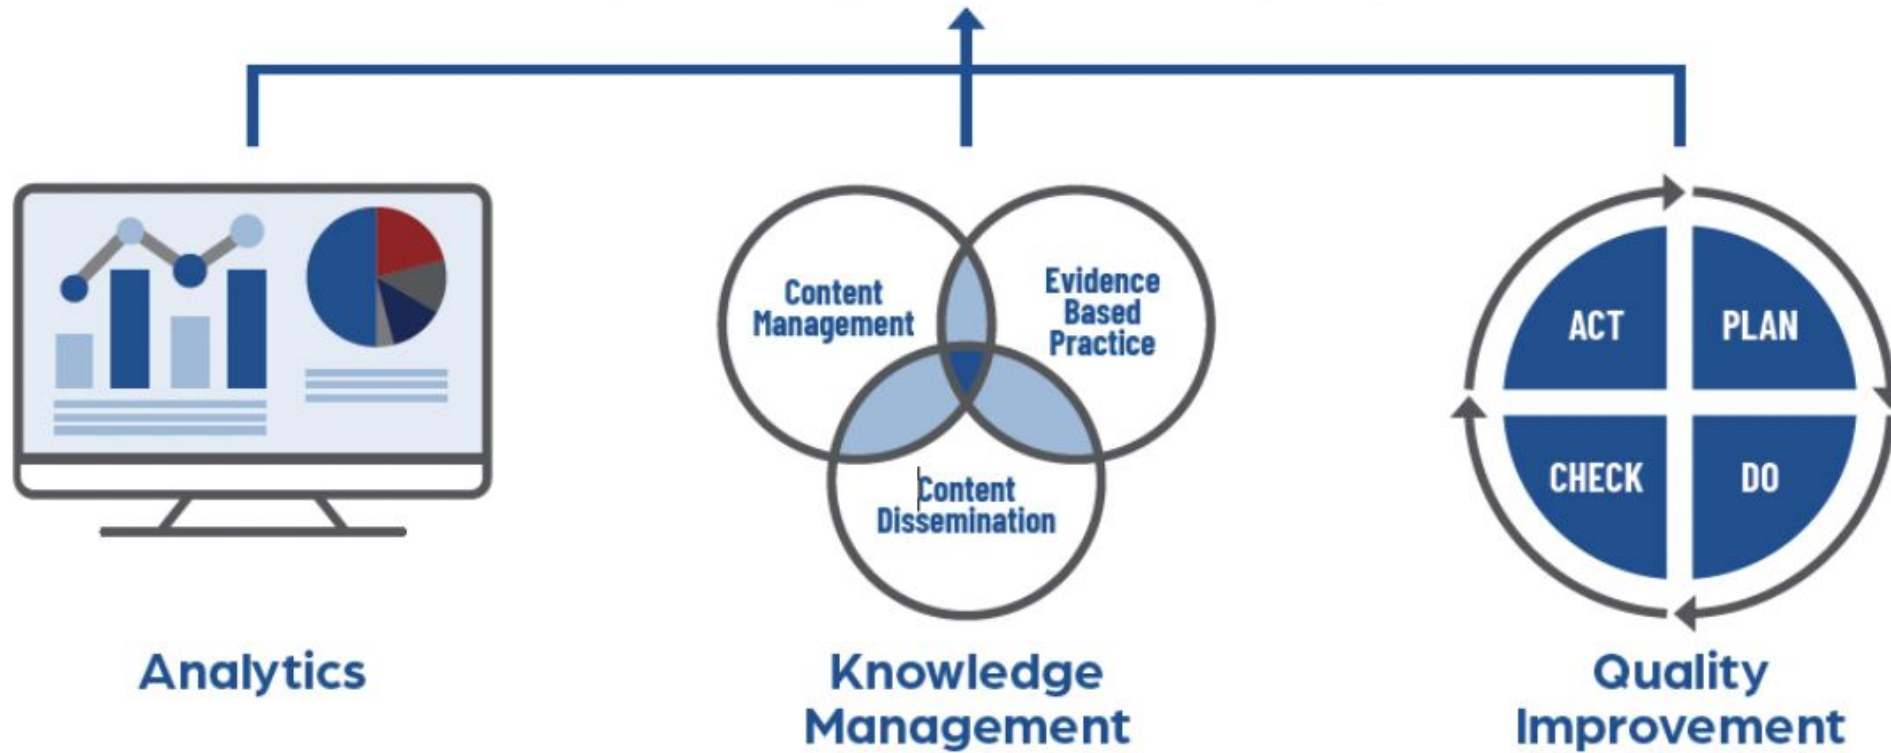 Content
Management
Evidence
Based
Practice
Content
Dissemination
ACT
PLAN
CHECK
DO
Analytics
Knowledge
Management
Quality
Improvement